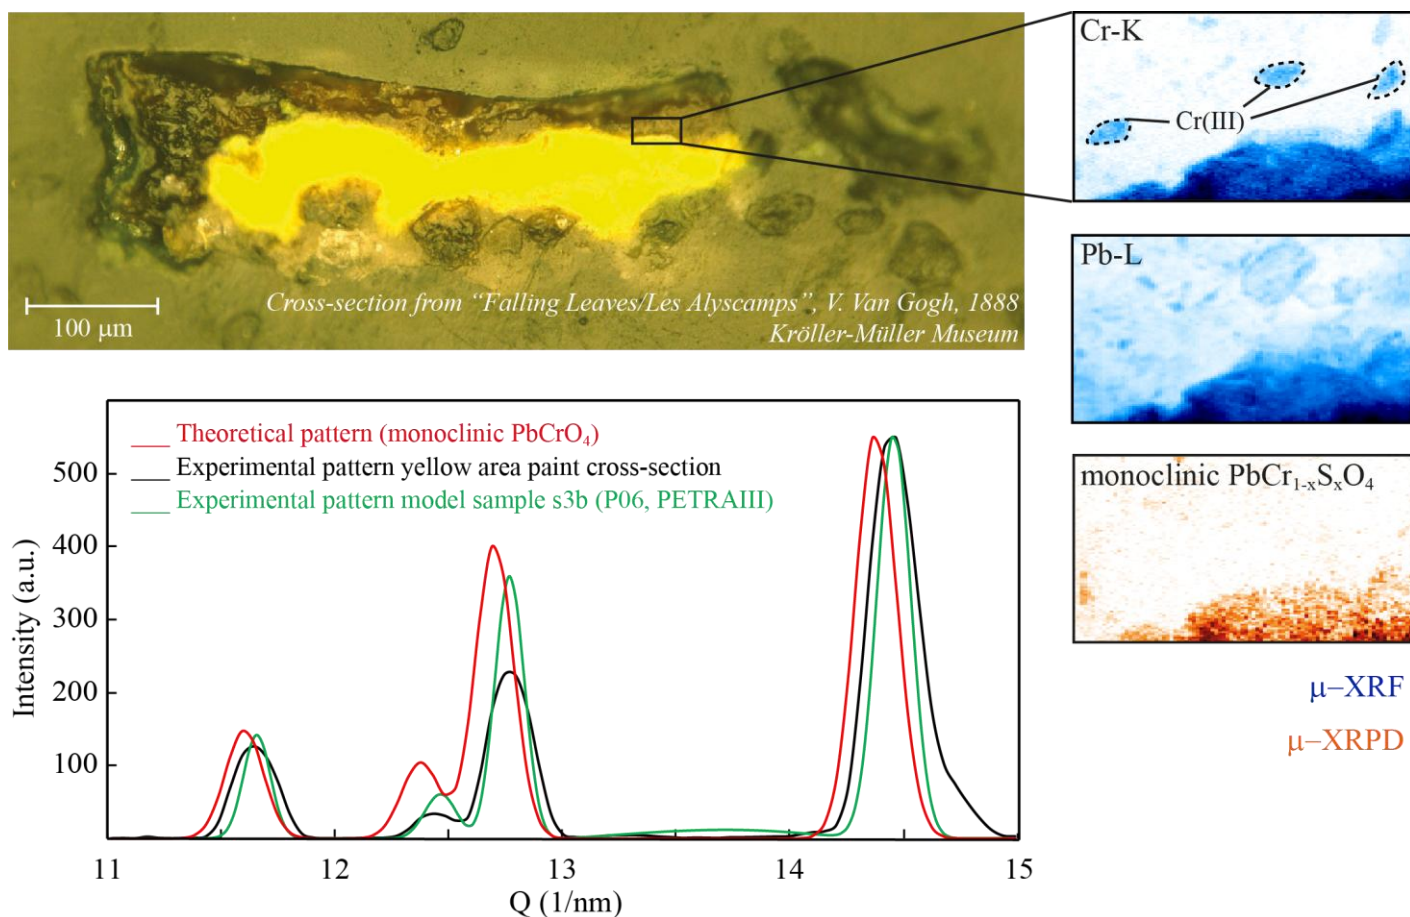 Cross-section from “Falling Leaves/Les Alyscamps”, V. Van Gogh, 1888
Kröller-Müller Museum
100 μm
Cr-K
Cr(III)
Pb-L
monoclinic PbCr₁₋ₓSₓO₄
μ–XRF
μ–XRPD
Theoretical pattern (monoclinic PbCrO₄)
Experimental pattern yellow area paint cross-section
Experimental pattern model sample s3b (P06, PETRAIII)
Intensity (a.u.)
500
400
300
200
100
11 12 13 14 15
Q (1/nm)